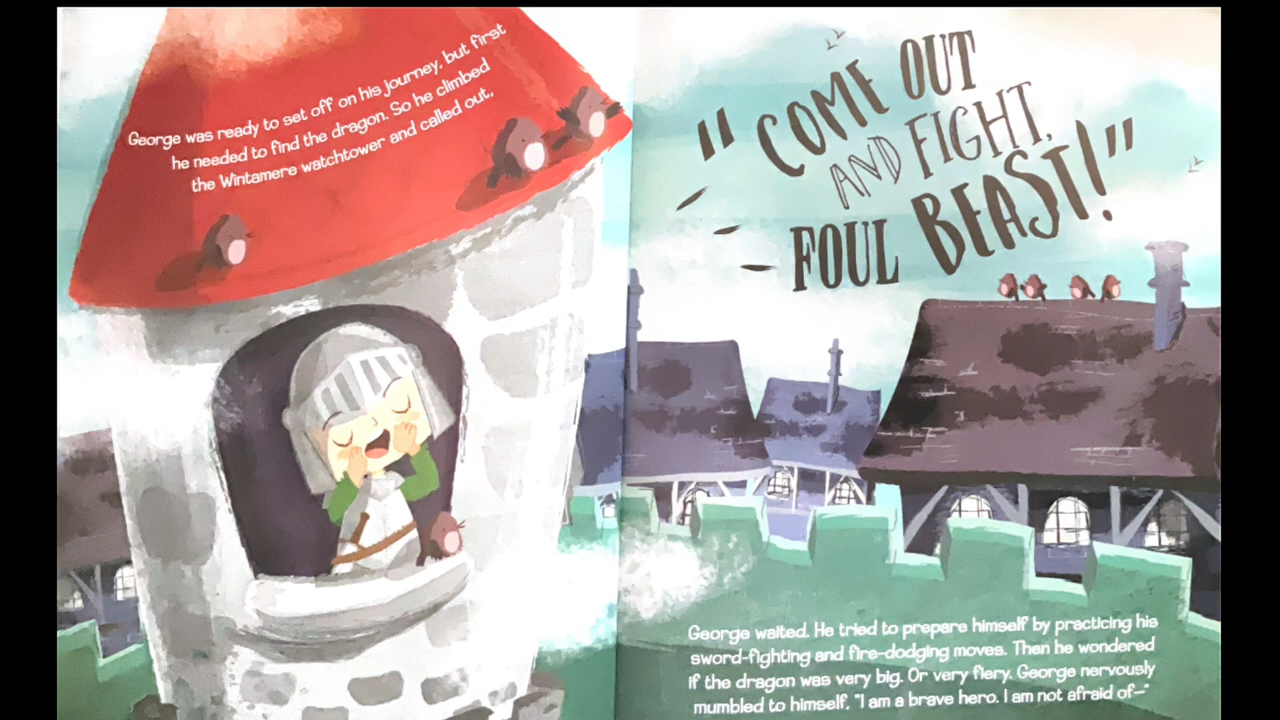 George was ready to set off on his journey, but first
he needed to find the dragon. So he climbed
the Wintamere watchtower and called out,
"COME OUT
AND FIGHT,
FOUL BEAST!"
George waited. He tried to prepare himself by practicing his
sword-fighting and fire-dodging moves. Then he wondered
if the dragon was very big. Or very fiery. George nervously
mumbled to himself, "I am a brave hero. I am not afraid of—"